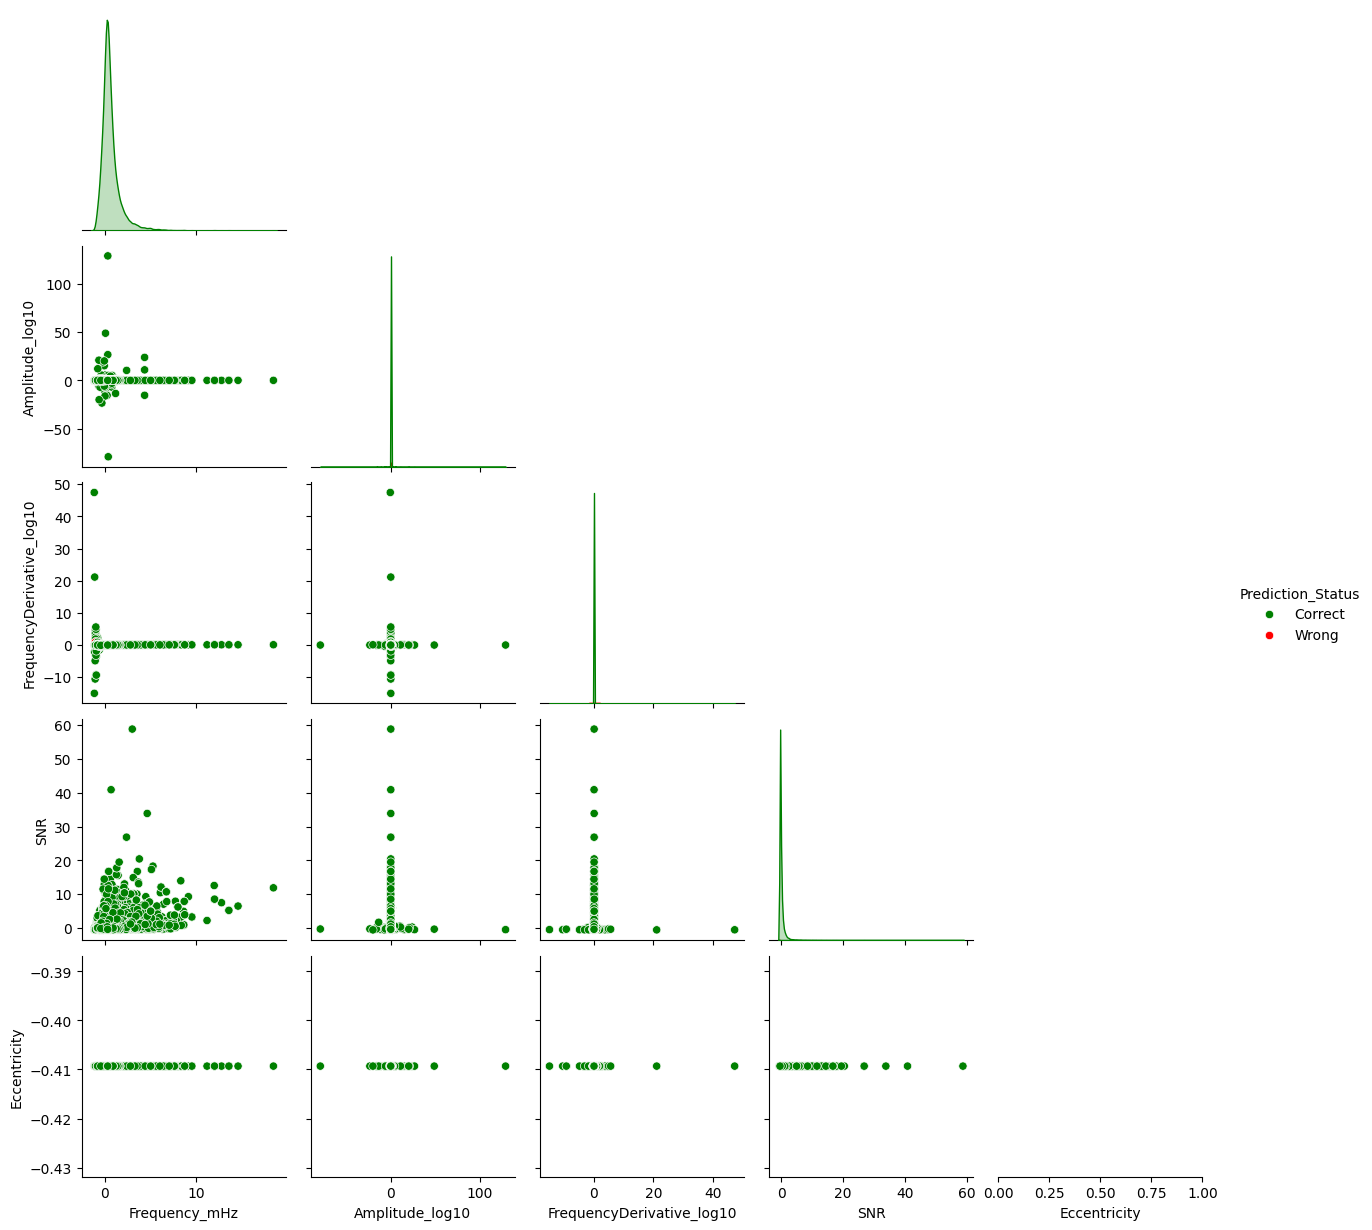 Amplitude_log10
100
50
0
−50
FrequencyDerivative_log10
50
40
30
20
10
0
−10
Prediction_Status
Correct
Wrong
SNR
60
50
40
30
20
10
0
Eccentricity
−0.39
−0.40
−0.41
−0.42
−0.43
0 10
Frequency_mHz
0 100
Amplitude_log10
0 20 40
FrequencyDerivative_log10
0 20 40 60
SNR
0.00 0.25 0.50 0.75 1.00
Eccentricity